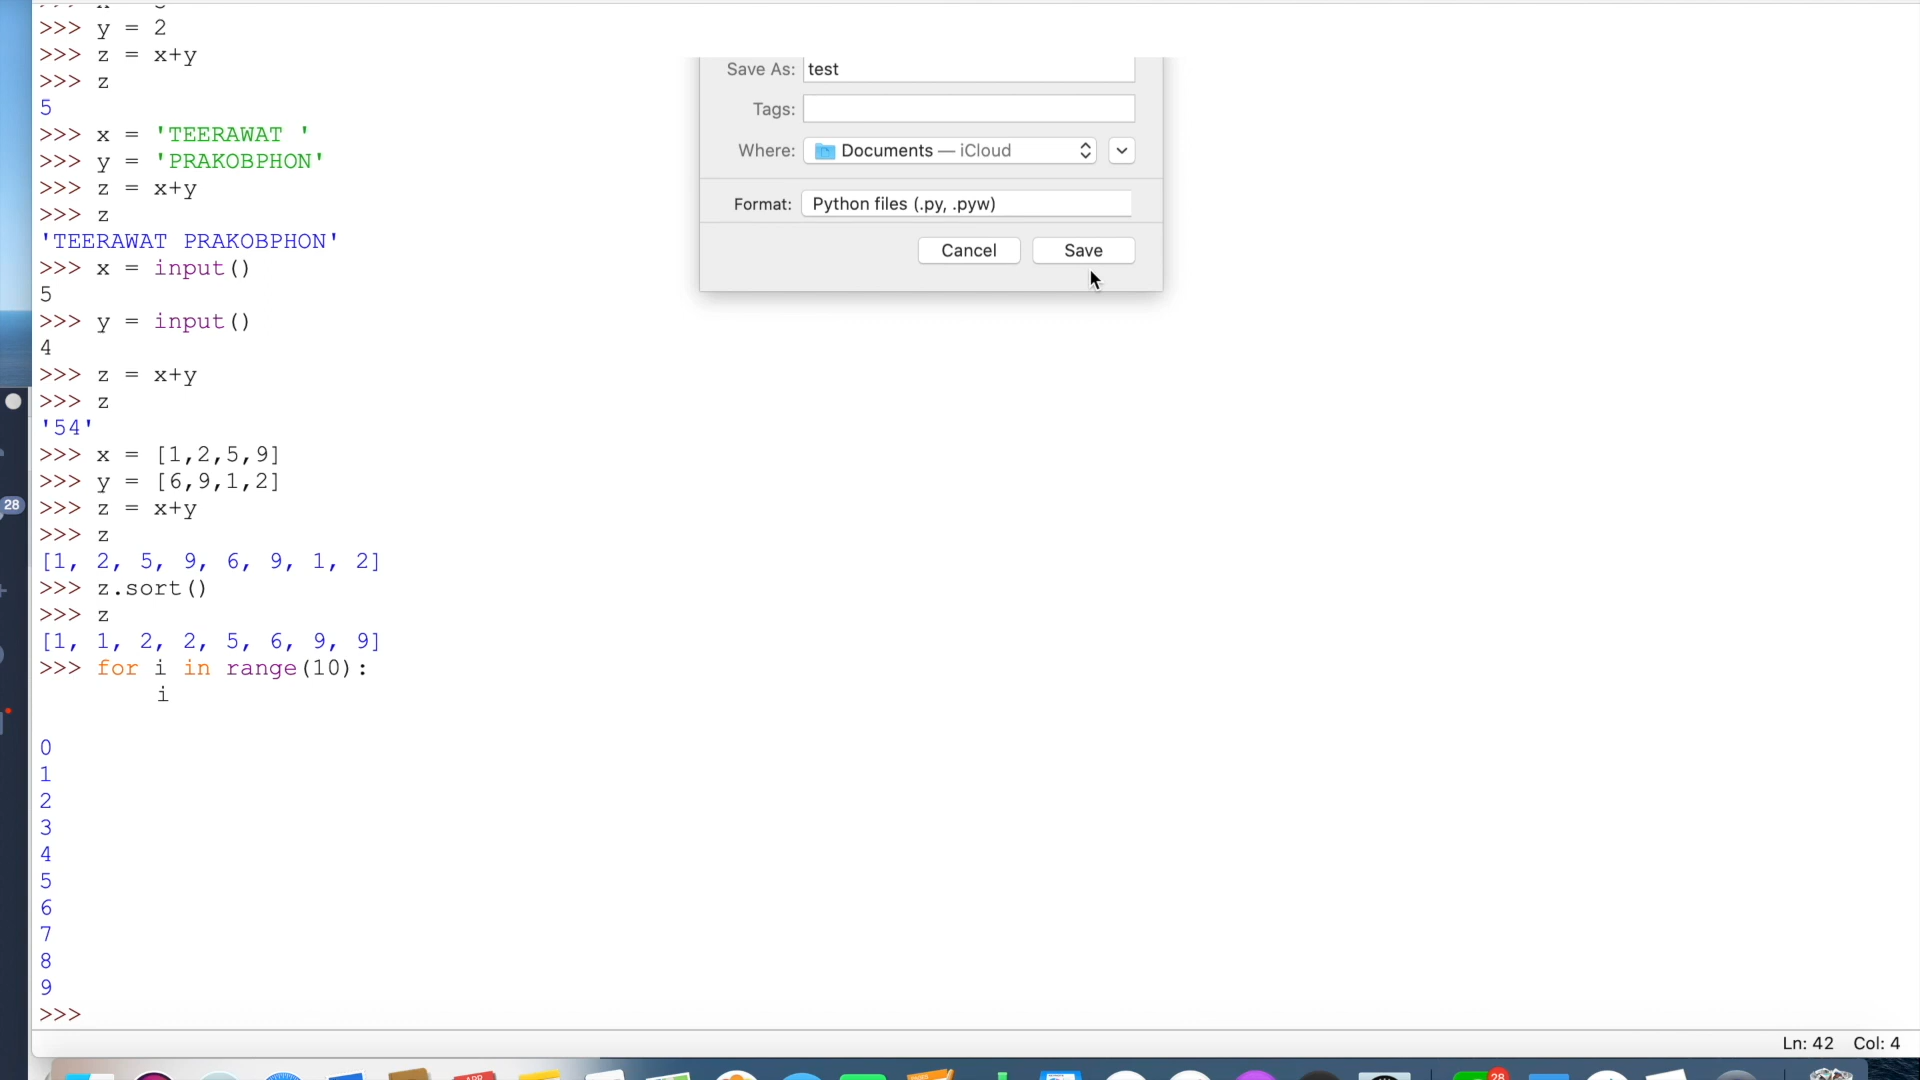 >>> y = 2
>>> z = x+y
>>> z
5
>>> x = 'TEERAWAT '
>>> y = 'PRAKOBPHON'
>>> z = x+y
>>> z
'TEERAWAT PRAKOBPHON'
>>> x = input()
5
>>> y = input()
4
>>> z = x+y
>>> z
'54'
>>> x = [1,2,5,9]
>>> y = [6,9,1,2]
>>> z = x+y
>>> z
[1, 2, 5, 9, 6, 9, 1, 2]
>>> z.sort()
>>> z
[1, 1, 2, 2, 5, 6, 9, 9]
>>> for i in range(10):
i
0
1
2
3
4
5
6
7
8
9
>>>
Save As: test
Tags:
Where: Documents — iCloud
Format: Python files (.py, .pyw)
Cancel Save
28
Ln: 42 Col: 4
APR
28